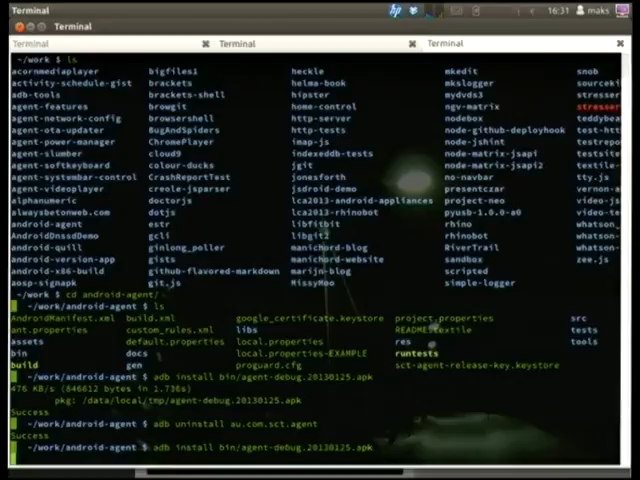 Terminal 16:31 maks
Terminal
Terminal Terminal Terminal
~/work $ ls
acornmediaplayer bigfiles1 heckle mkedit snob
activity-schedule-gist brackets helma-book mkslogger
adb-tools brackets-shell hipster mydvds3 stresser
agent-features browgit home-control ngv-matrix stresser
agent-network-config browsershell http-server nodebox
agent-ota-updater BugAndSpiders http-tests node-github-deployhook
agent-power-manager ChromePlayer imap-js node-jshint
agent-slumber cloud9 indexeddb-tests node-matrix-jsapi
agent-softkeyboard colour-ducks jgit node-matrix-jsapi2
agent-systembar-control CrashReportTest jonesforth no-navbar tty.js
agent-videoplayer creole-jsparser jsdroid-demo presentczar
alphanumeric doctorjs lca2013-android-appliances project-neo
alwaysbetonweb.com dotjs lca2013-rhinobot pyusb-1.0.0-a0
android-agent estr libfitbit rhino
AndroidDnssdDemo gcli libgit2 rhinobot
android-quill ginlong_poller manichord-blog RiverTrail
android-version-app gists manichord-website sandbox zee.js
android-x86-build github-flavored-markdown marijn-blog scripted
aosp-signapk git.js MissyMoo simple-logger
~/work $ cd android-agent/
~/work/android-agent $ ls
AndroidManifest.xml build.xml google_certificate.keystore project.properties src
ant.properties custom_rules.xml libs README.textile tests
assets default.properties local.properties res tools
bin docs local.properties-EXAMPLE runtests
build gen proguard.cfg sct-agent-release-key.keystore
~/work/android-agent $ adb install bin/agent-debug.20130125.apk
476 KB/s (846612 bytes in 1.736s)
pkg: /data/local/tmp/agent-debug.20130125.apk
Success
~/work/android-agent $ adb uninstall au.com.sct.agent
Success
~/work/android-agent $ adb install bin/agent-debug.20130125.apk